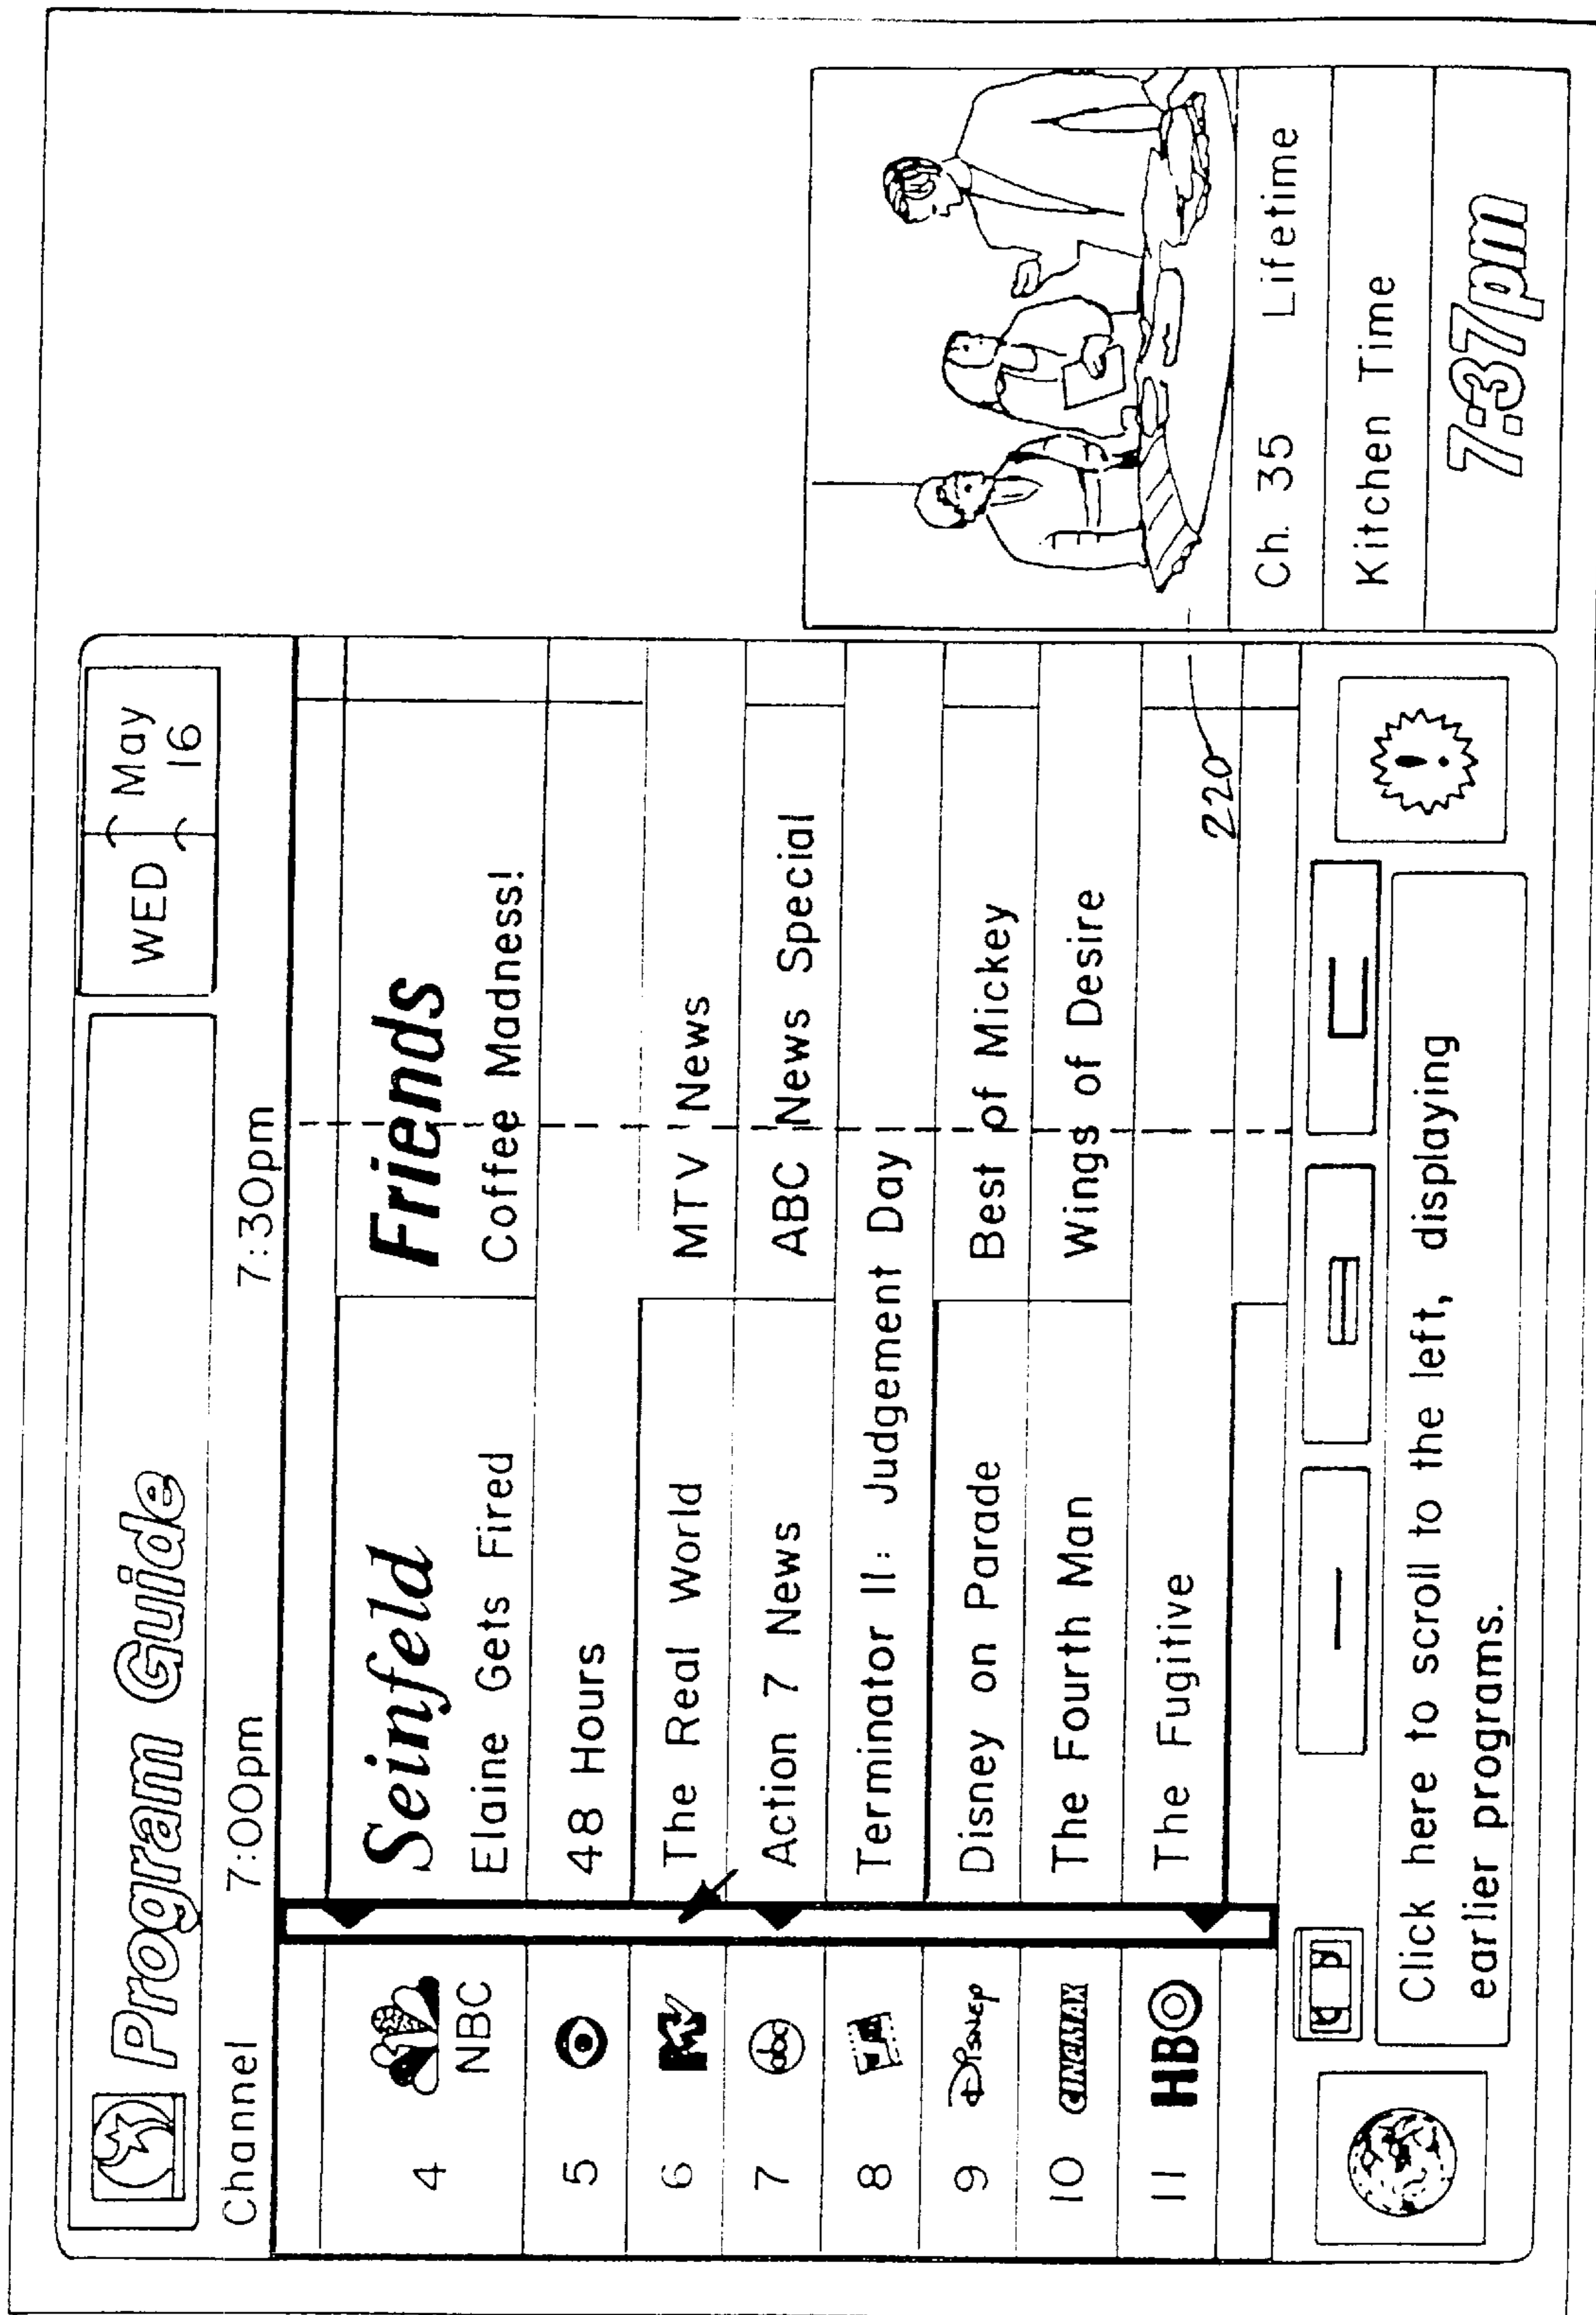 Program Guide
WED May
16
Channel 7:00pm 7:30pm
4 NBC Seinfeld Friends
Elaine Gets Fired Coffee Madness!
5 48 Hours
6 M The Real World MTV News
7 abc Action 7 News ABC News Special
8 Terminator II: Judgement Day
9 Disney Disney on Parade Best of Mickey
10 CINEMAX The Fourth Man Wings of Desire
11 HBO The Fugitive
220
!
Click here to scroll to the left, displaying
earlier programs.
Ch. 35 Lifetime
Kitchen Time
7:37pm